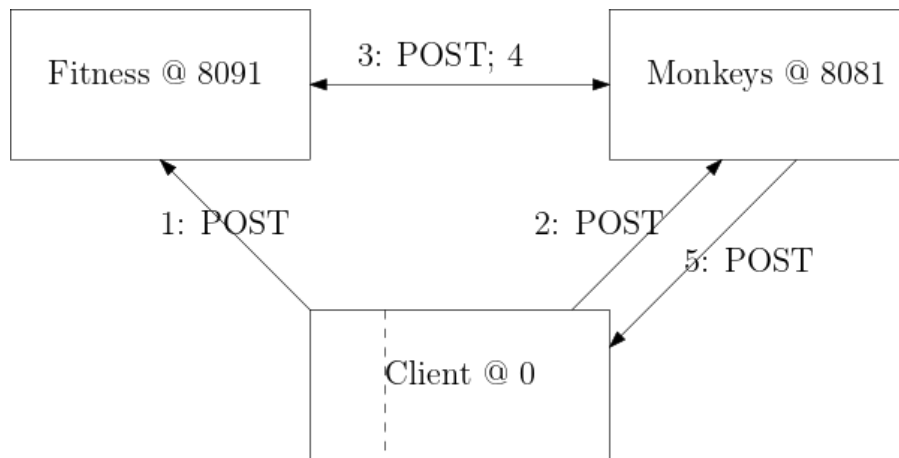 3: POST; 4
Fitness @ 8091
Monkeys @ 8081
1: POST
2: POST
5: POST
Client @ 0